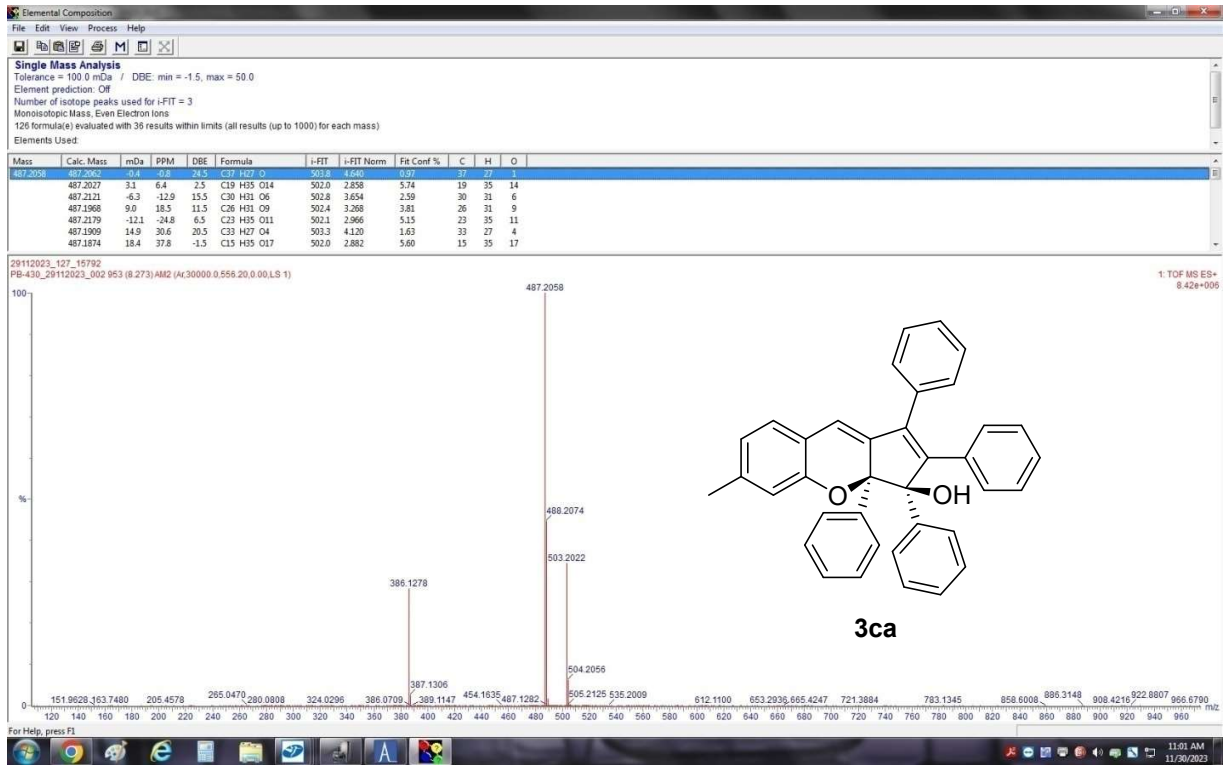 Elemental Composition
File Edit View Process Help
Single Mass Analysis
Tolerance = 100.0 mDa / DBE: min = -1.5, max = 50.0
Element prediction: Off
Number of isotope peaks used for i-FIT = 3
Monoisotopic Mass, Even Electron Ions
126 formula(e) evaluated with 36 results within limits (all results (up to 1000) for each mass)
Elements Used:
Mass Calc. Mass mDa PPM DBE Formula i-FIT i-FIT Norm Fit Conf % C H O
487.2058 487.2062 -0.4 -0.8 24.5 C37 H27 O 503.8 4.640 0.97 37 27 1
487.2027 3.1 6.4 2.5 C19 H35 O14 502.0 2.858 5.74 19 35 14
487.2121 -6.3 -12.9 15.5 C30 H31 O6 502.8 3.654 2.59 30 31 6
487.1968 9.0 18.5 11.5 C26 H31 O9 502.4 3.268 3.81 26 31 9
487.2179 -12.1 -24.8 6.5 C23 H35 O11 502.1 2.966 5.15 23 35 11
487.1909 14.9 30.6 20.5 C33 H27 O4 503.3 4.120 1.63 33 27 4
487.1874 18.4 37.8 -1.5 C15 H35 O17 502.0 2.882 5.60 15 35 17
29112023_127_15792
PB-430_29112023_002 953 (8.273) AM2 (Ar,30000.0,556.20,0.00,LS 1)
1: TOF MS ES+
8.42e+006
100
487.2058
%
488.2074
503.2022
386.1278
O
OH
3ca
504.2056
387.1306
151.9628 163.7480 205.4578 265.0470 280.0808 324.0296 386.0709 389.1147 454.1635 487.1282 505.2125 535.2009 612.1100 653.2936 665.4247 721.3884 783.1345 858.6008 886.3148 908.4216 922.8807 966.6790
0
m/z
120 140 160 180 200 220 240 260 280 300 320 340 360 380 400 420 440 460 480 500 520 540 560 580 600 620 640 660 680 700 720 740 760 780 800 820 840 860 880 900 920 940 960
For Help, press F1
11:01 AM
11/30/2023